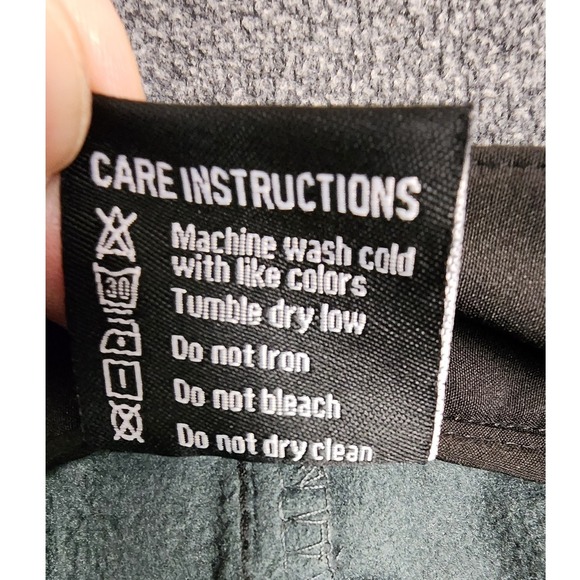 CARE INSTRUCTIONS
Machine wash cold
with like colors
30
Tumble dry low
Do not Iron
Do not bleach
Do not dry clean